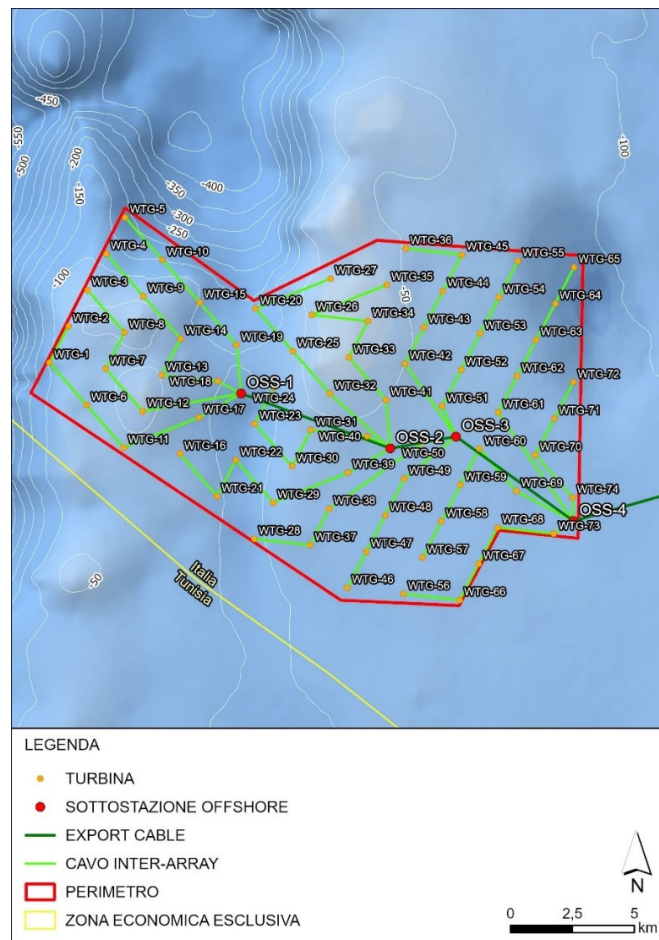 -450
-550
-500
-200
-150
-350
-400
-300
-250
-100
-100
-50
WTG-5
WTG-4
WTG-10
WTG-3
WTG-9
WTG-15
WTG-2
WTG-8
WTG-14
WTG-20
WTG-27
WTG-36
WTG-45
WTG-55
WTG-65
WTG-35
WTG-44
WTG-54
WTG-64
WTG-26
WTG-34
WTG-43
WTG-53
WTG-63
WTG-1
WTG-7
WTG-13
WTG-19
WTG-25
WTG-33
WTG-42
WTG-52
WTG-62
WTG-72
WTG-18
OSS-1
WTG-6
WTG-12
WTG-17
WTG-24
WTG-32
WTG-41
WTG-51
WTG-61
WTG-71
WTG-23
WTG-31
WTG-40
OSS-2
OSS-3
WTG-11
WTG-16
WTG-22
WTG-30
WTG-39
WTG-50
WTG-60
WTG-70
WTG-21
WTG-29
WTG-38
WTG-49
WTG-59
WTG-69
WTG-74
OSS-4
WTG-28
WTG-37
WTG-48
WTG-58
WTG-68
WTG-73
WTG-47
WTG-57
WTG-67
WTG-46
WTG-56
WTG-66
Italia
Tunisia
-50
LEGENDA
TURBINA
SOTTOSTAZIONE OFFSHORE
EXPORT CABLE
CAVO INTER-ARRAY
PERIMETRO
ZONA ECONOMICA ESCLUSIVA
N
0 2,5 5
km